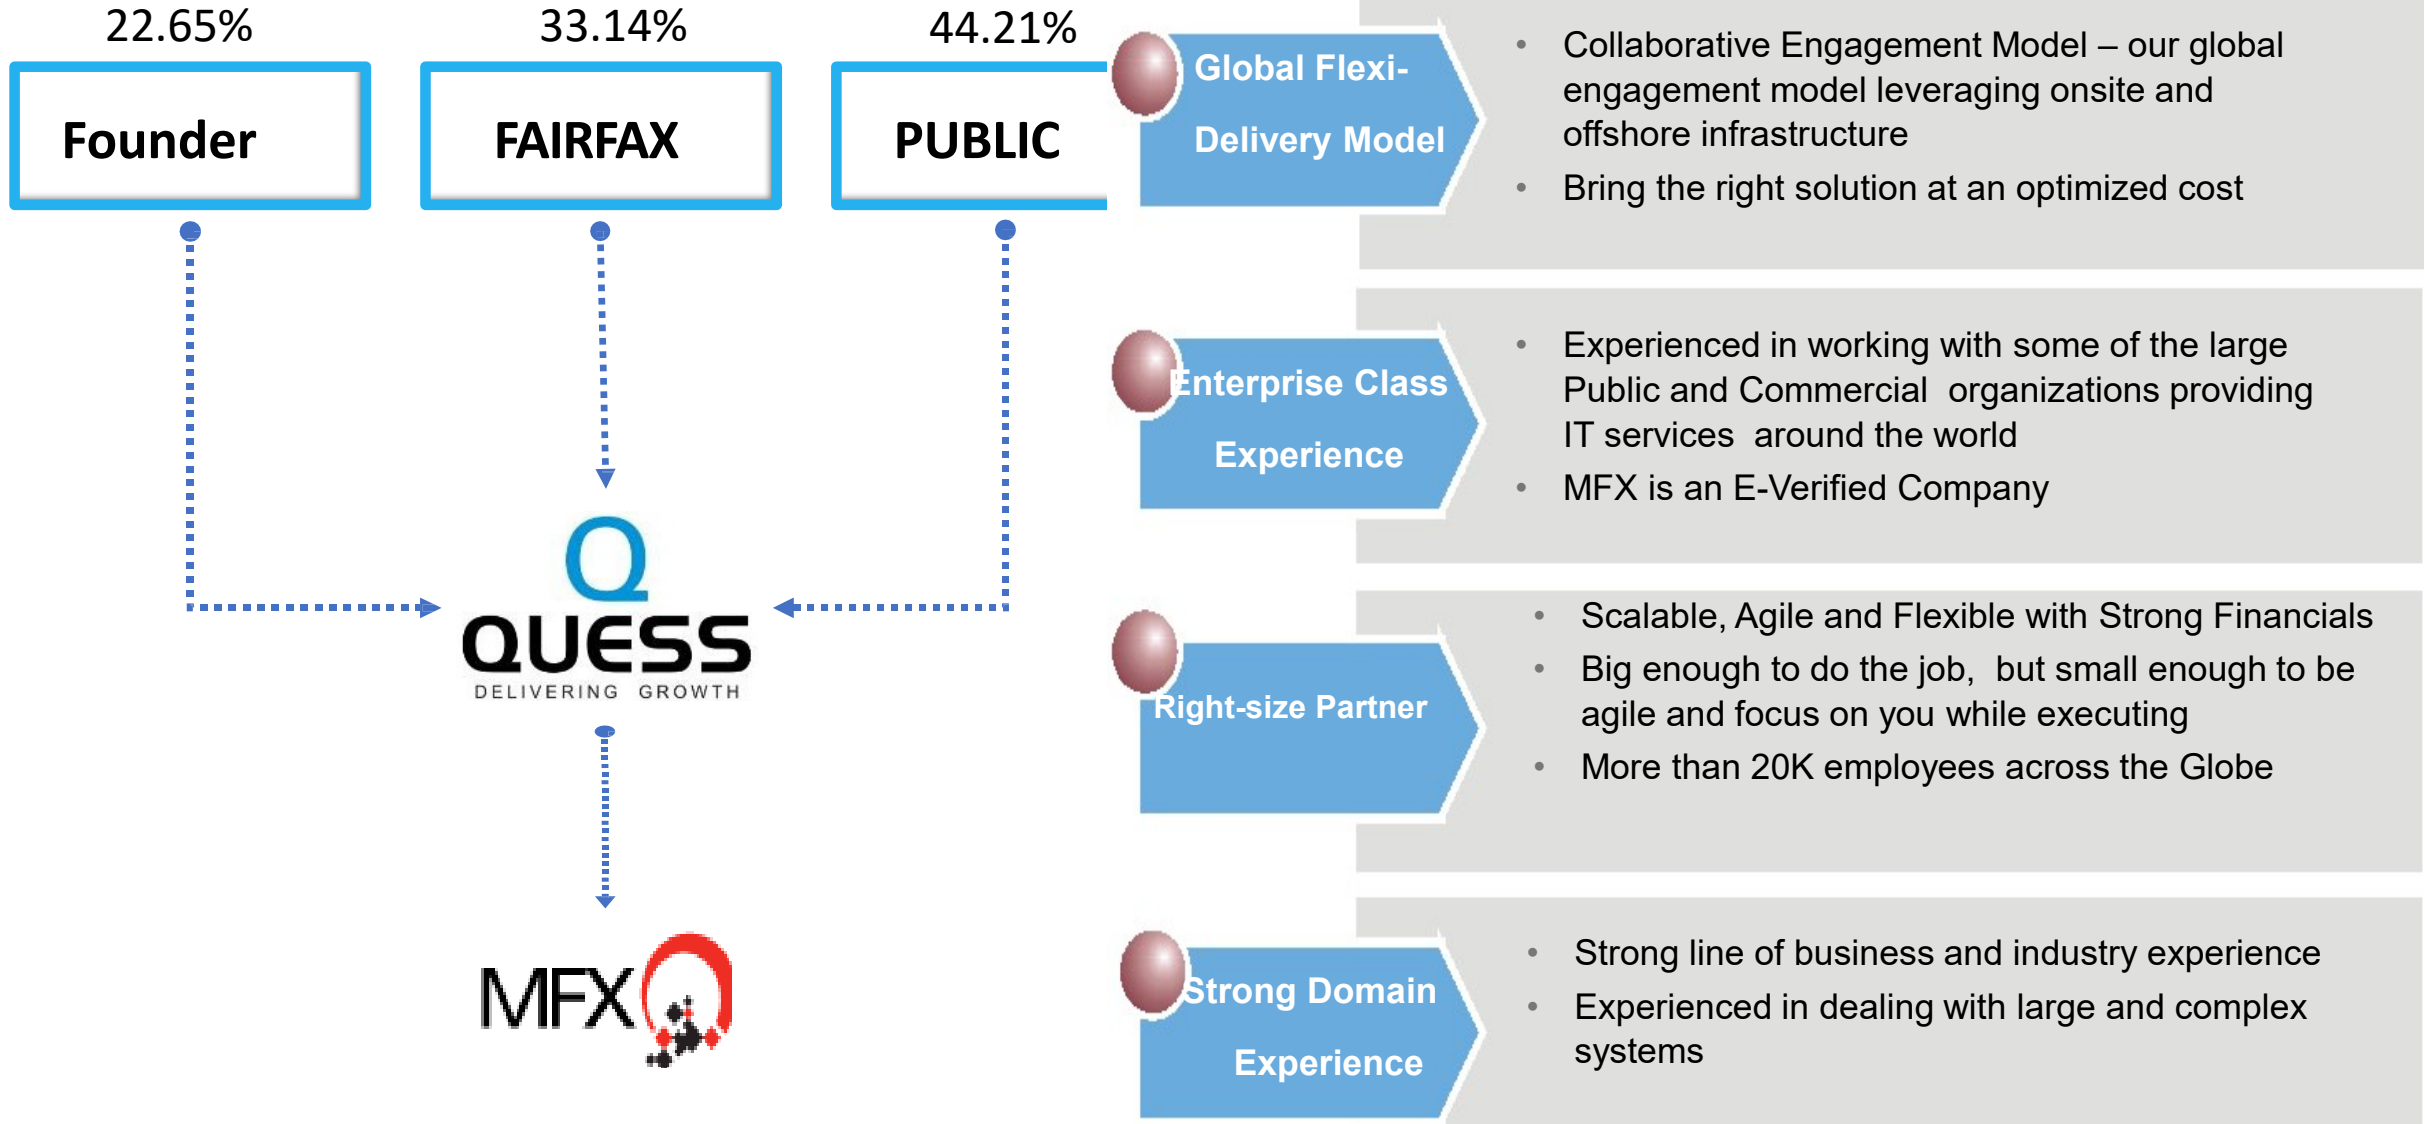 22.65%
33.14%
44.21%
Founder
FAIRFAX
PUBLIC
Q
QUESS
DELIVERING GROWTH
MFX
Global Flexi-
Delivery Model
• Collaborative Engagement Model – our global
engagement model leveraging onsite and
offshore infrastructure
• Bring the right solution at an optimized cost
Enterprise Class
Experience
• Experienced in working with some of the large
Public and Commercial organizations providing
IT services around the world
• MFX is an E-Verified Company
Right-size Partner
• Scalable, Agile and Flexible with Strong Financials
• Big enough to do the job, but small enough to be
agile and focus on you while executing
• More than 20K employees across the Globe
Strong Domain
Experience
• Strong line of business and industry experience
• Experienced in dealing with large and complex
systems